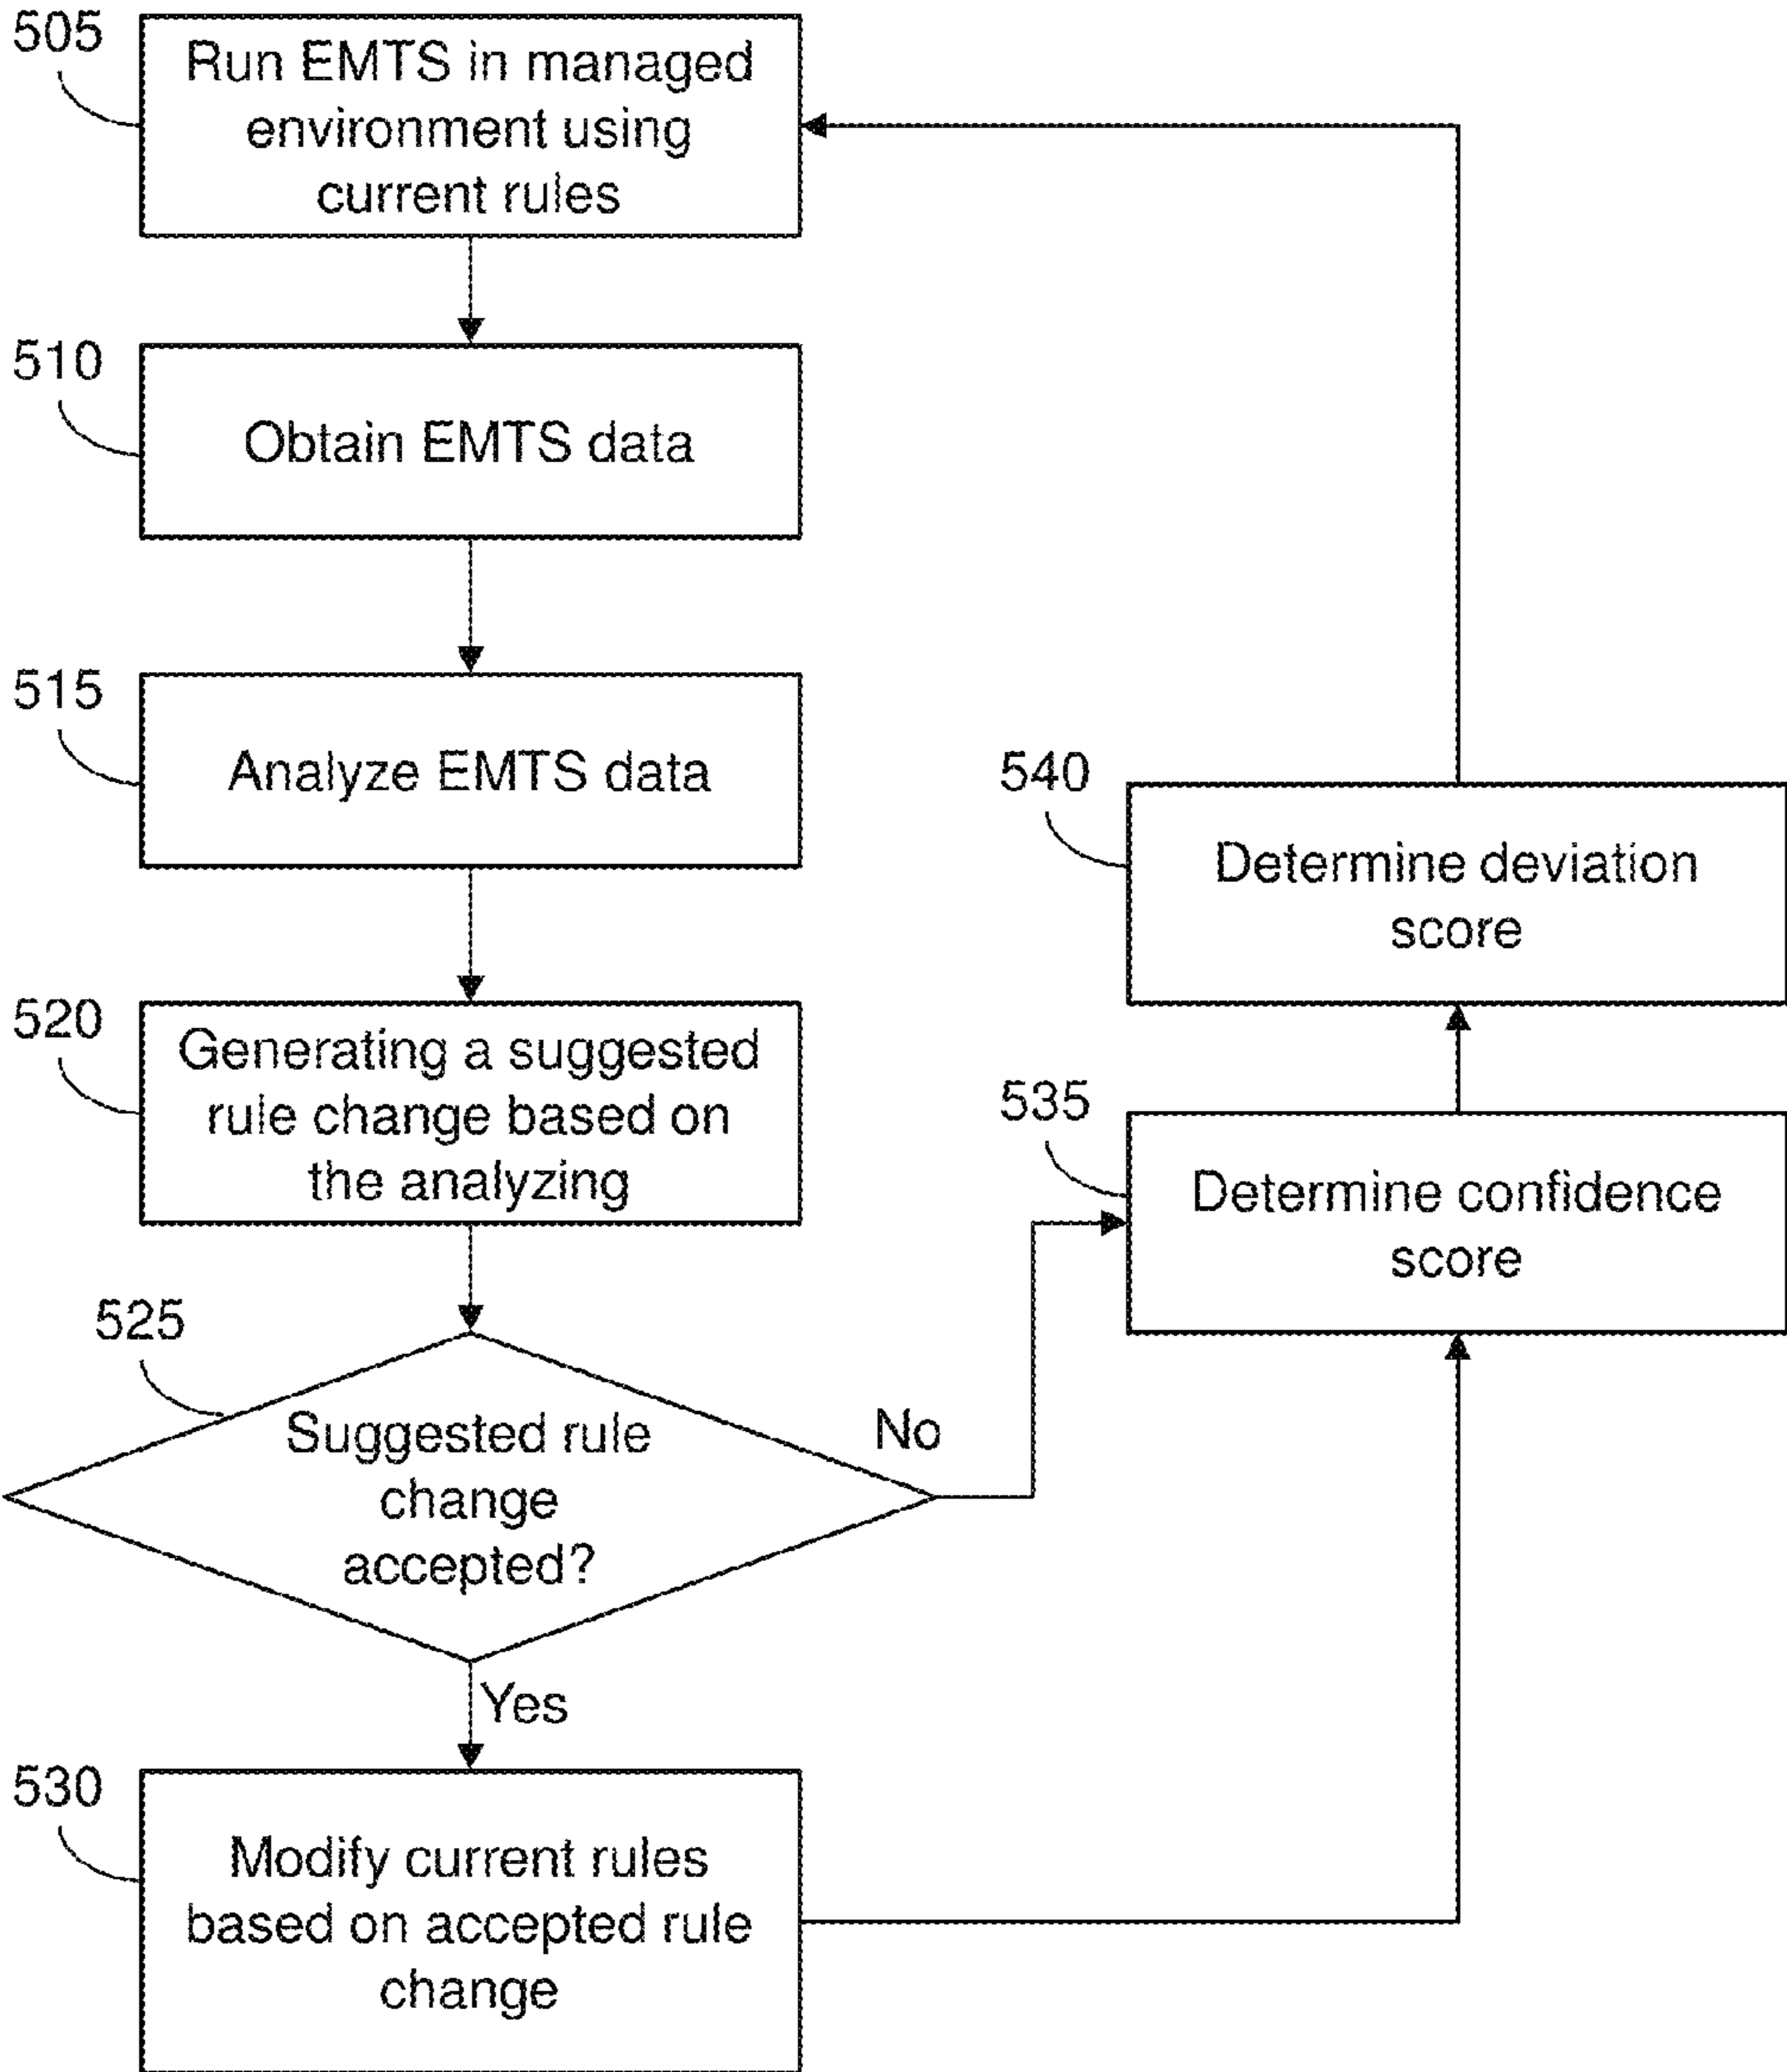 505
Run EMTS in managed
environment using
current rules
510
Obtain EMTS data
515
Analyze EMTS data
520
Generating a suggested
rule change based on
the analyzing
525
Suggested rule
change
accepted?
No
Yes
530
Modify current rules
based on accepted rule
change
535
Determine confidence
score
540
Determine deviation
score